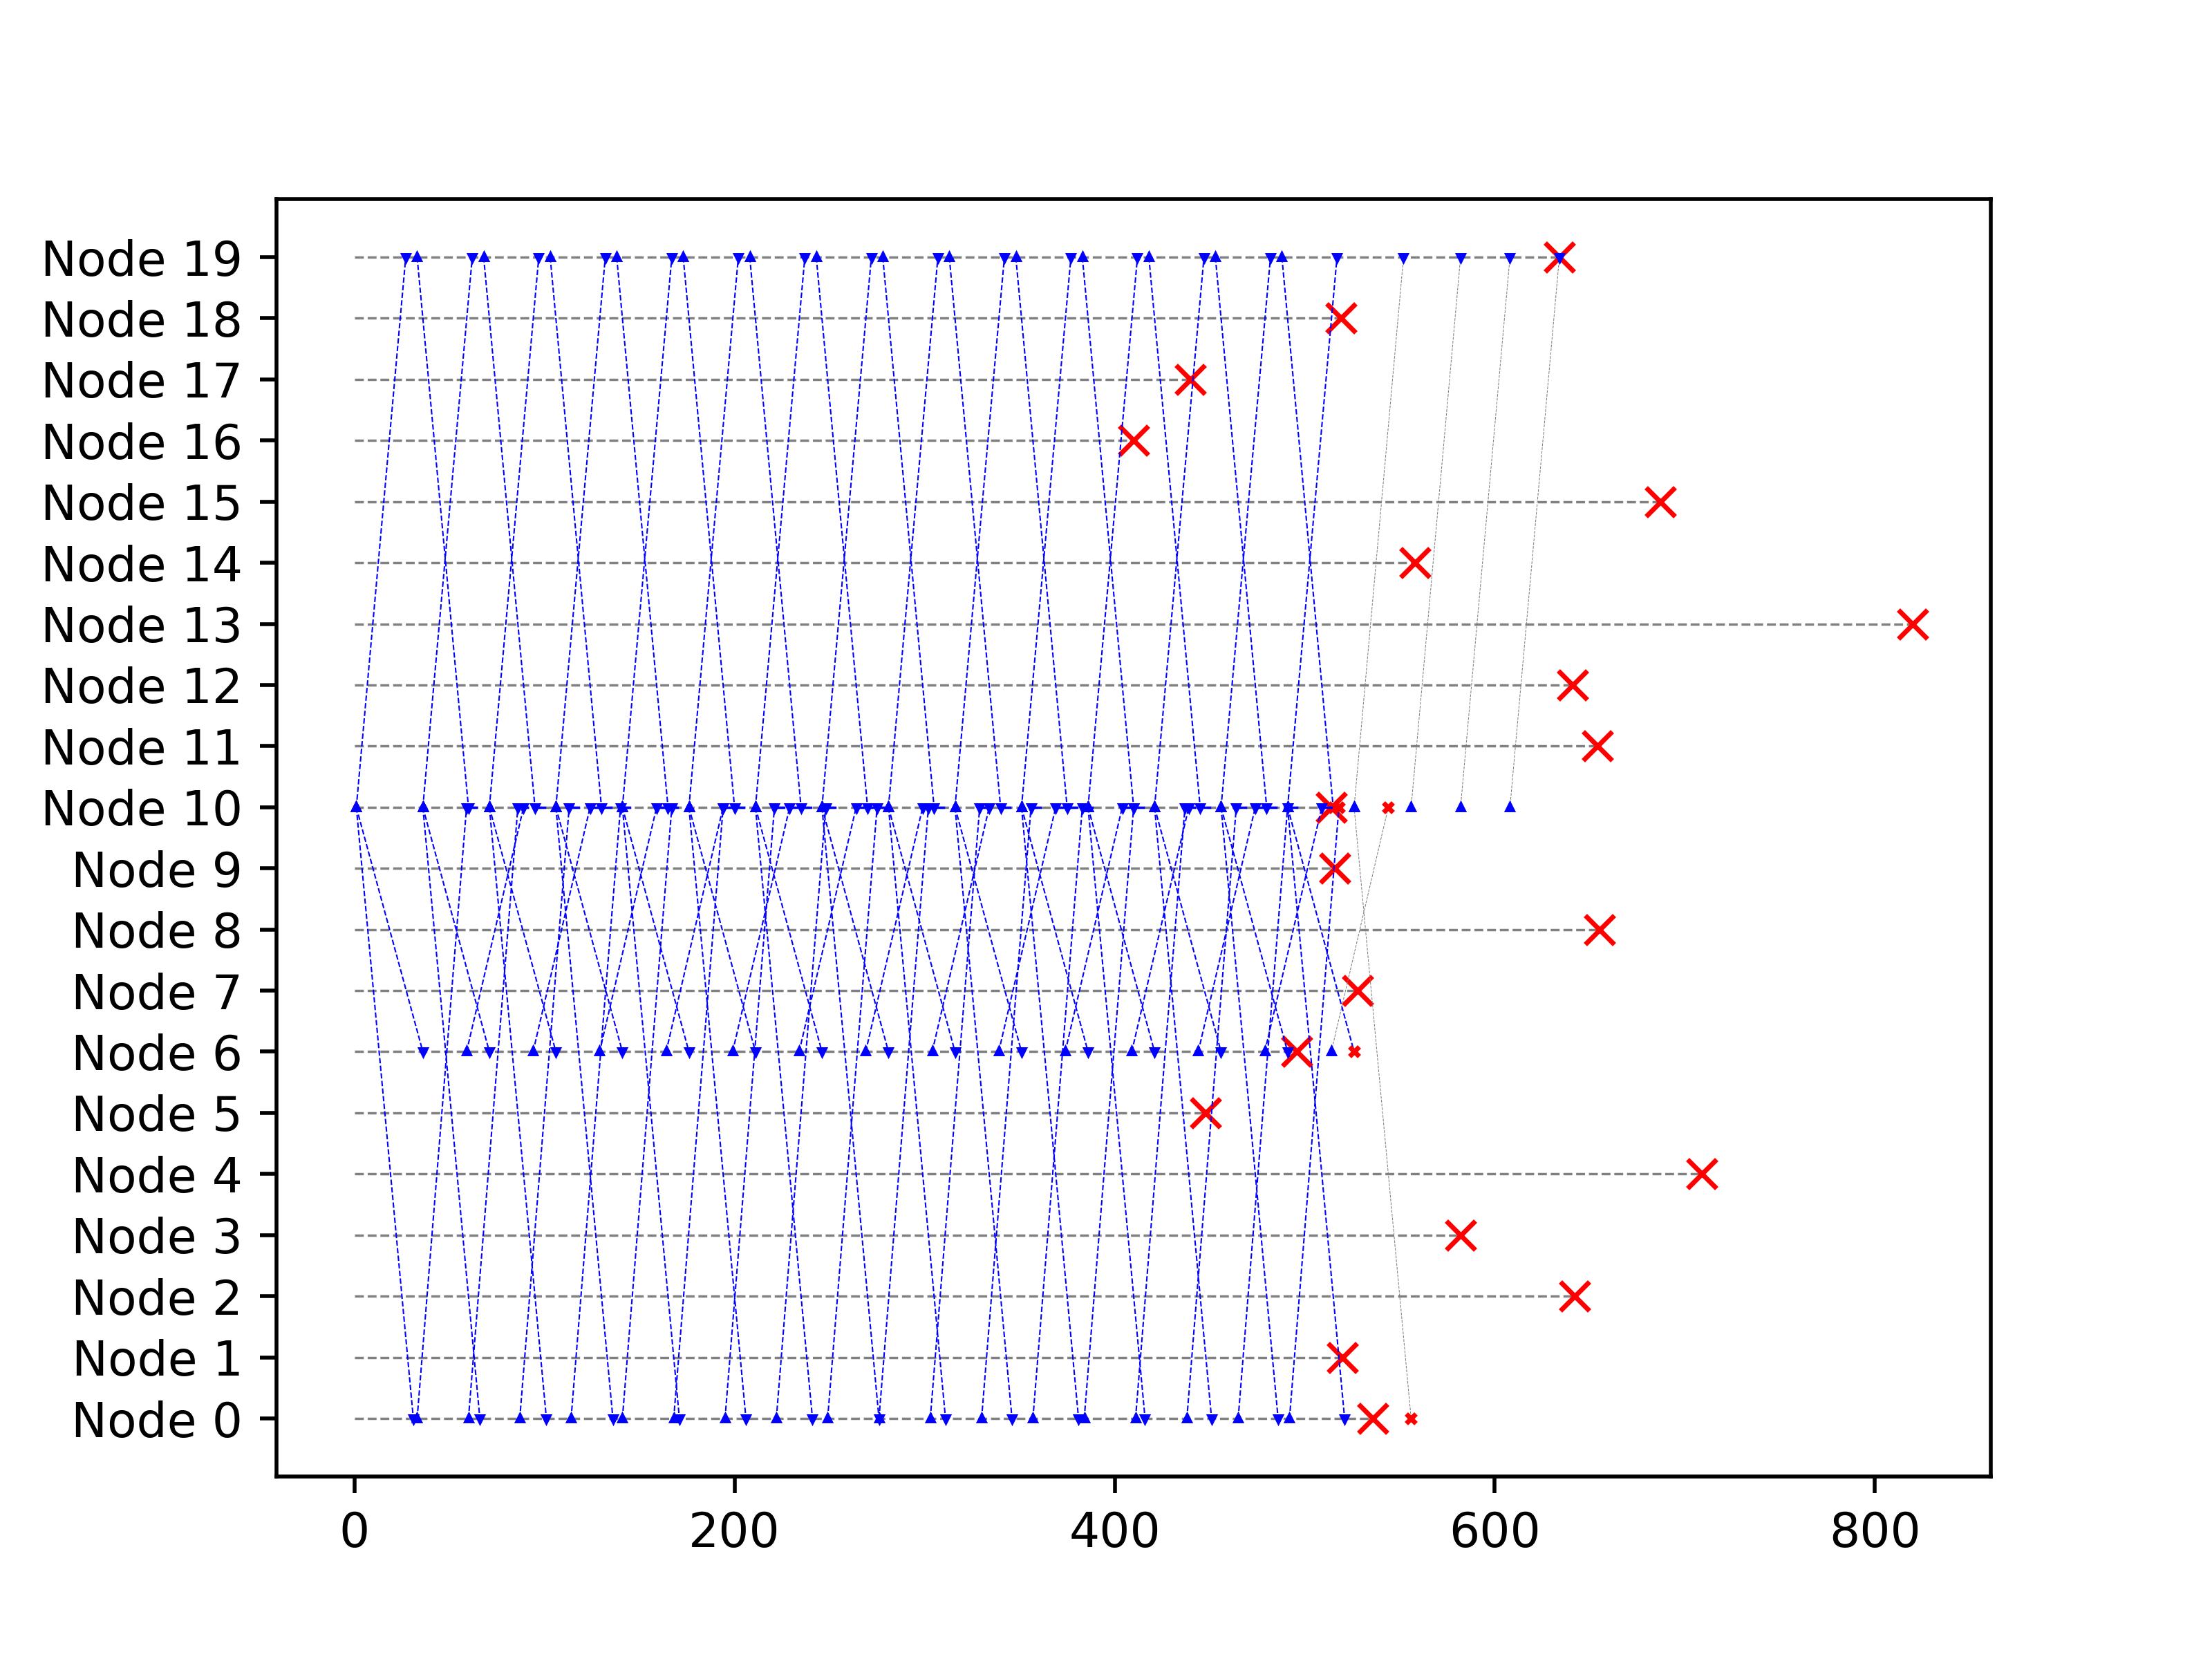 Node 19
Node 18
Node 17
Node 16
Node 15
Node 14
Node 13
Node 12
Node 11
Node 10
Node 9
Node 8
Node 7
Node 6
Node 5
Node 4
Node 3
Node 2
Node 1
Node 0
0 200 400 600 800